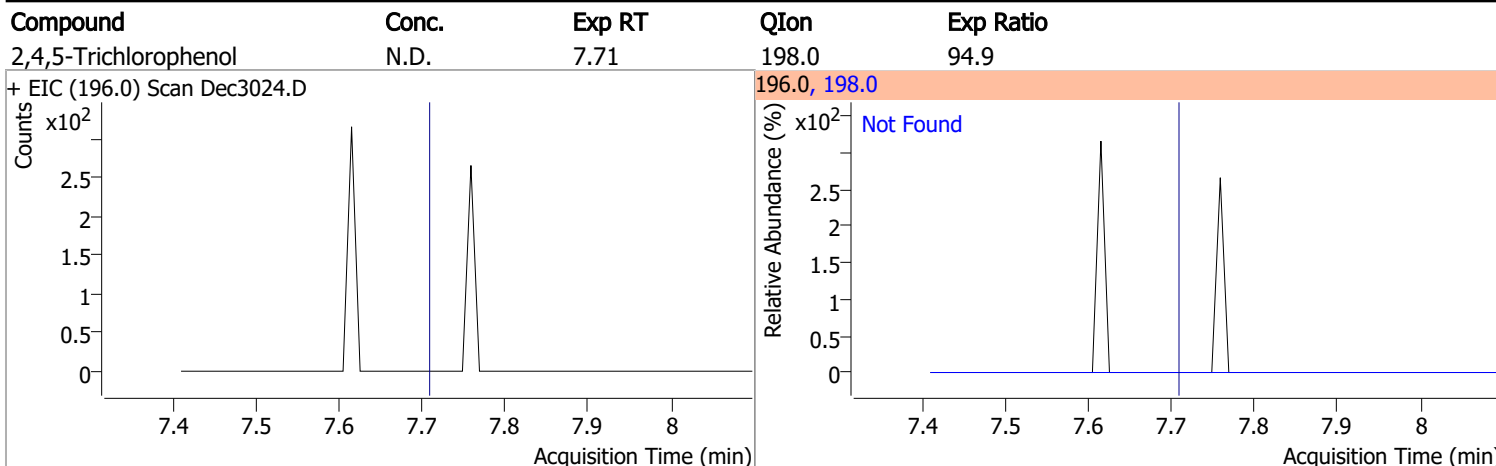 Compound Conc. Exp RT QIon Exp Ratio
2,4,5-Trichlorophenol N.D. 7.71 198.0 94.9
+ EIC (196.0) Scan Dec3024.D
Counts
x10²
2.5
2
1.5
1
0.5
0
7.4 7.5 7.6 7.7 7.8 7.9 8
Acquisition Time (min)
196.0, 198.0
Relative Abundance (%)
x10²
Not Found
2.5
2
1.5
1
0.5
0
7.4 7.5 7.6 7.7 7.8 7.9 8
Acquisition Time (min)